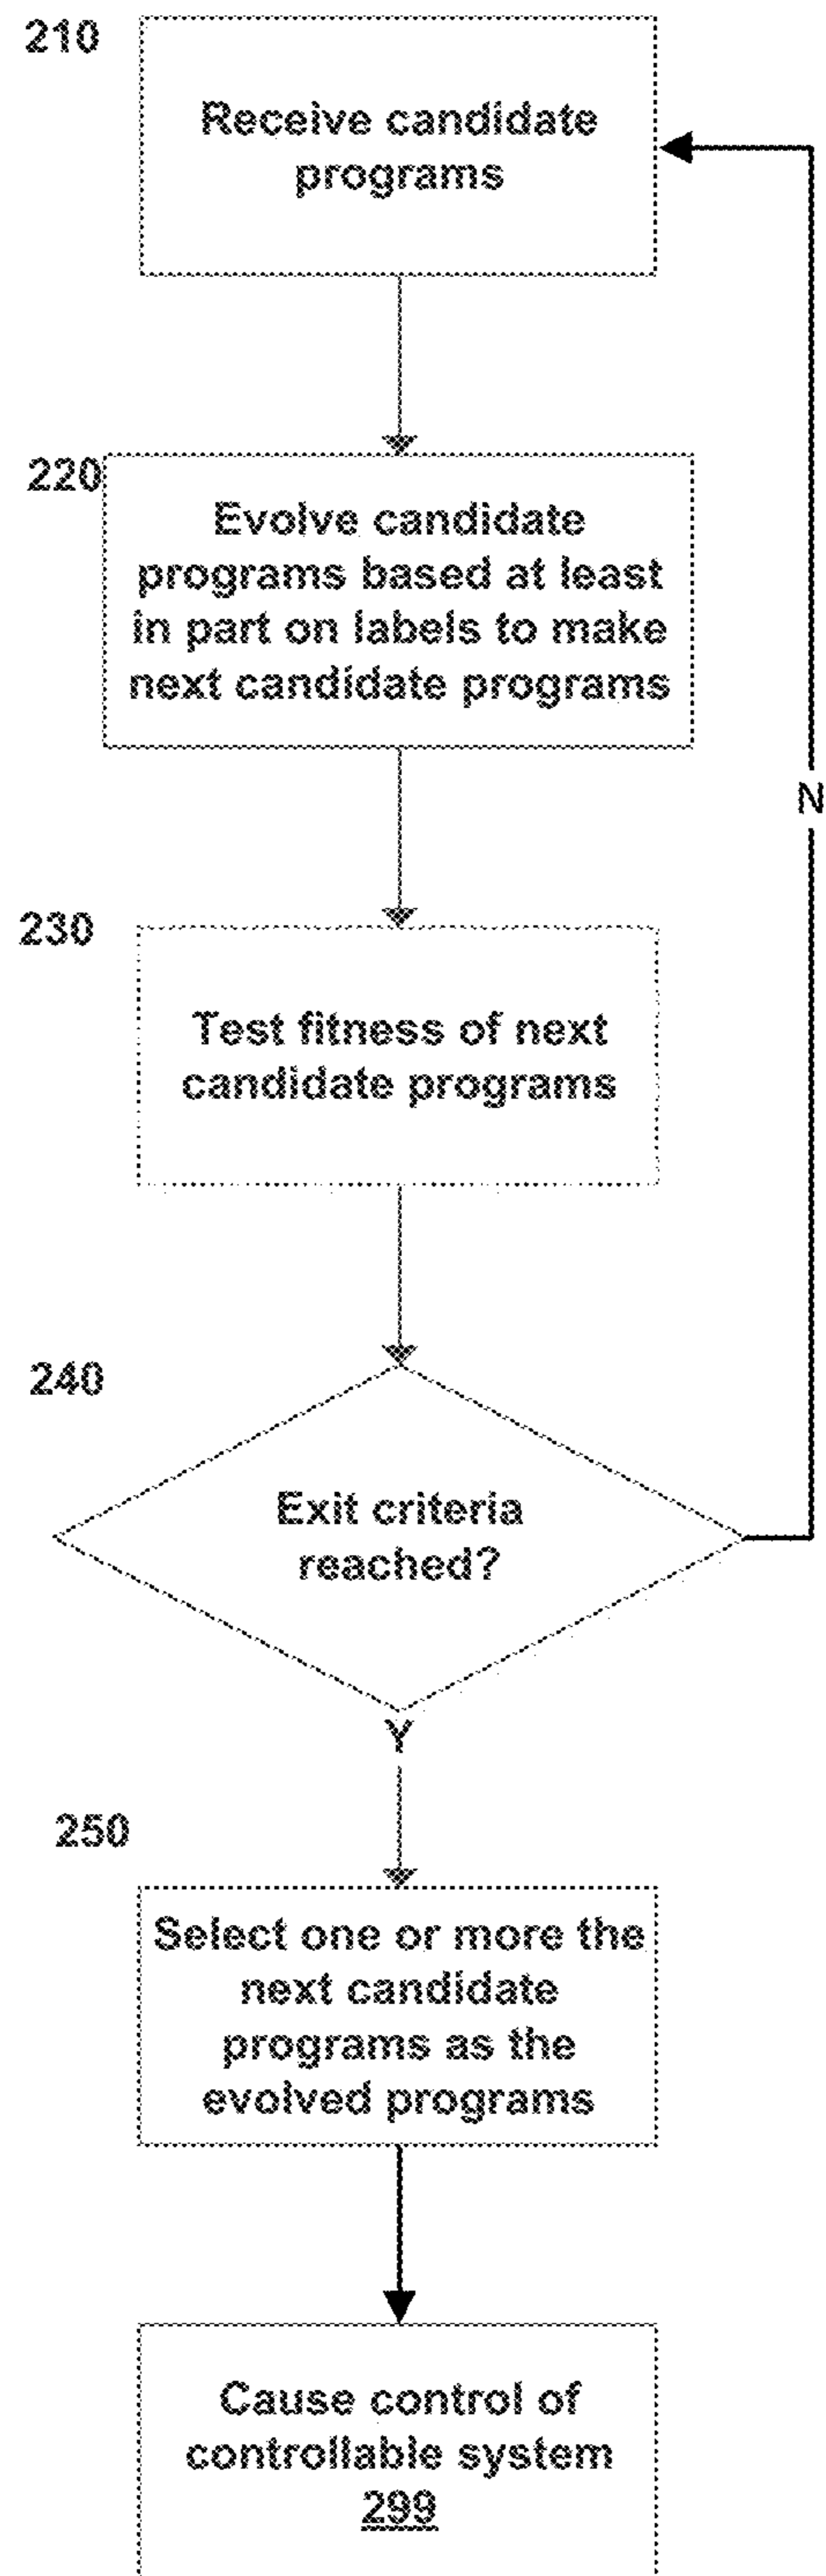 210
Receive candidate
programs
220
Evolve candidate
programs based at least
in part on labels to make
next candidate programs
N
230
Test fitness of next
candidate programs
240
Exit criteria
reached?
Y
250
Select one or more the
next candidate
programs as the
evolved programs
Cause control of
controllable system
299